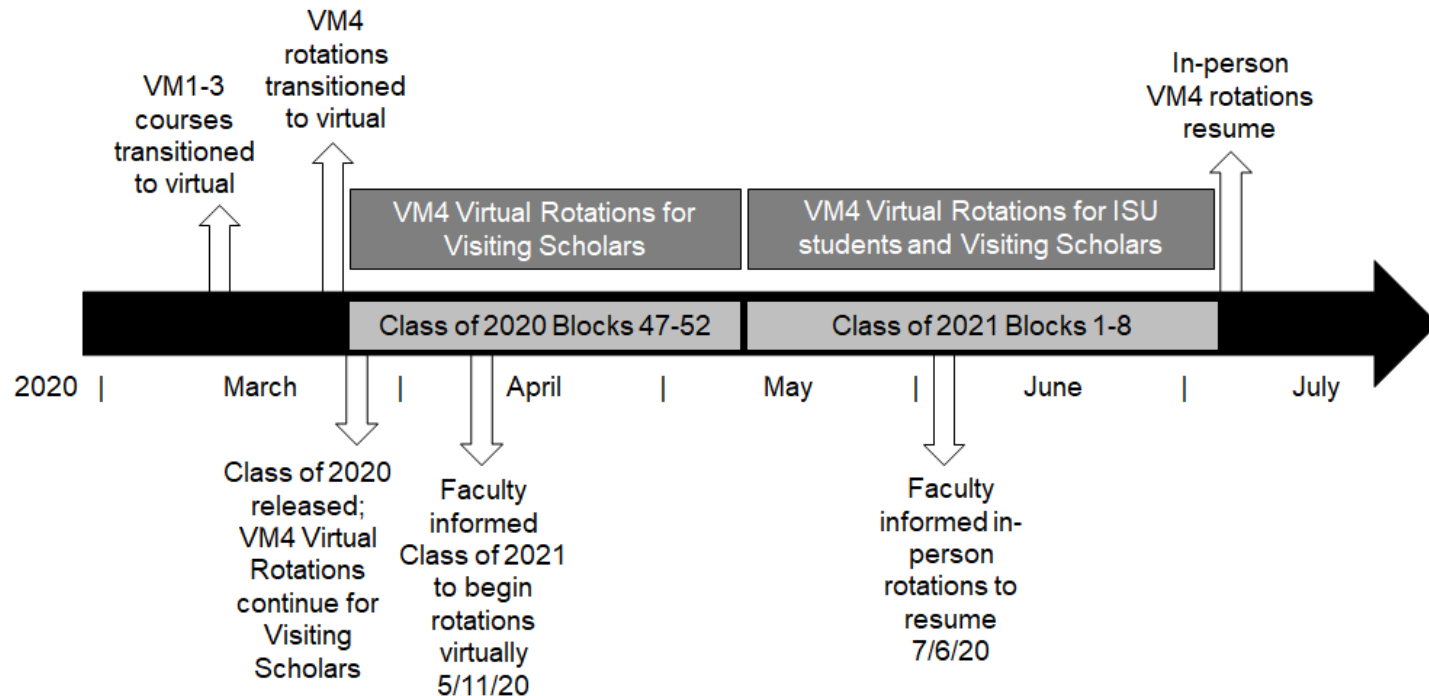 VM1-3
courses
transitioned
to virtual
VM4
rotations
transitioned
to virtual
In-person
VM4 rotations
resume
VM4 Virtual Rotations for
Visiting Scholars
VM4 Virtual Rotations for ISU
students and Visiting Scholars
Class of 2020 Blocks 47-52
Class of 2021 Blocks 1-8
2020 | March | April | May | June | July
Class of 2020
released;
VM4 Virtual
Rotations
continue for
Visiting
Scholars
Faculty
informed
Class of 2021
to begin
rotations
virtually
5/11/20
Faculty
informed in-
person
rotations to
resume
7/6/20